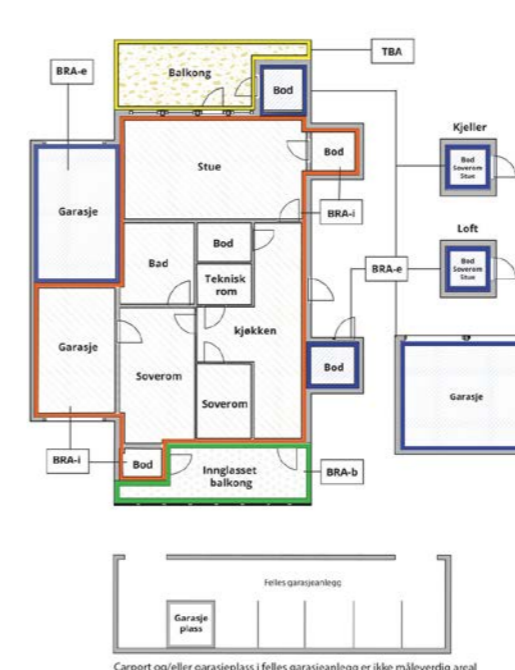 TBA
Balkong
BRA-e
Bod
Kjeller
Stue
Bod
Bod
Soverom
Stue
Garasje
BRA-i
Loft
Bad
Bod
Teknisk
rom
BRA-e
Bod
Soverom
Stue
kjøkken
Garasje
Soverom
Bod
Garasje
Soverom
BRA-i
Bod
Innglasset
balkong
BRA-b
Felles garasjeanlegg
Garasje
plass
Carport og/eller garasjeplass i felles garasjeanlegg er ikke måleverdig areal